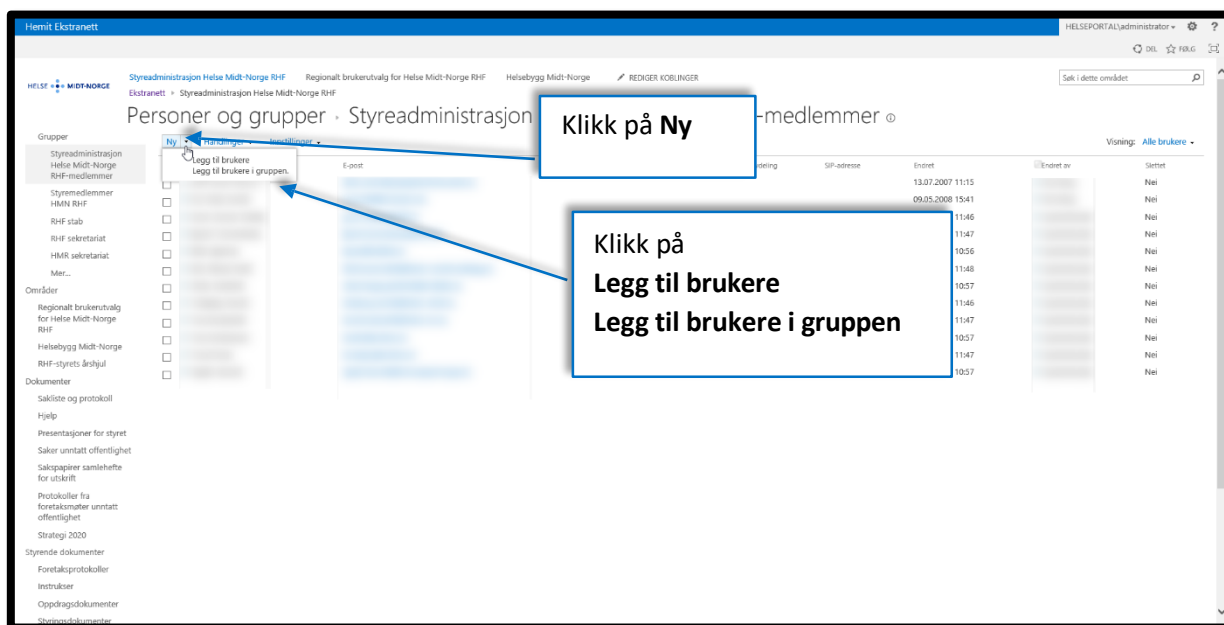 Hemit Ekstranett
HELSEPORTAL\administrator
?
DEL FØLG
HELSE MIDT-NORGE
Styreadministrasjon Helse Midt-Norge RHF Regionalt brukerutvalg for Helse Midt-Norge RHF Helsebygg Midt-Norge REDIGER KOBLINGER
Søk i dette området
Ekstranett Styreadministrasjon Helse Midt-Norge RHF
Personer og grupper Styreadministrasjon -medlemmer
Klikk på Ny
Ny Innstillinger
Visning: Alle brukere
Legg til brukere
Legg til brukere i gruppen.
E-post SIP-adresse Endret Endret av Slettet
13.07.2007 11:15 Nei
09.05.2008 15:41 Nei
11:46 Nei
11:47 Nei
10:56 Nei
11:48 Nei
10:57 Nei
11:46 Nei
11:47 Nei
10:57 Nei
11:47 Nei
10:57 Nei
Klikk på
Legg til brukere
Legg til brukere i gruppen
Grupper
Styreadministrasjon
Helse Midt-Norge
RHF-medlemmer
Styremedlemmer
HMN RHF
RHF stab
RHF sekretariat
HMR sekretariat
Mer...
Områder
Regionalt brukerutvalg
for Helse Midt-Norge
RHF
Helsebygg Midt-Norge
RHF-styrets årshjul
Dokumenter
Sakliste og protokoll
Hjelp
Presentasjoner for styret
Saker unntatt offentlighet
Sakspapirer samlehefte
for utskrift
Protokoller fra
foretaksmøter unntatt
offentlighet
Strategi 2020
Styrende dokumenter
Foretaksprotokoller
Instrukser
Oppdragsdokumenter
Styringsdokumenter